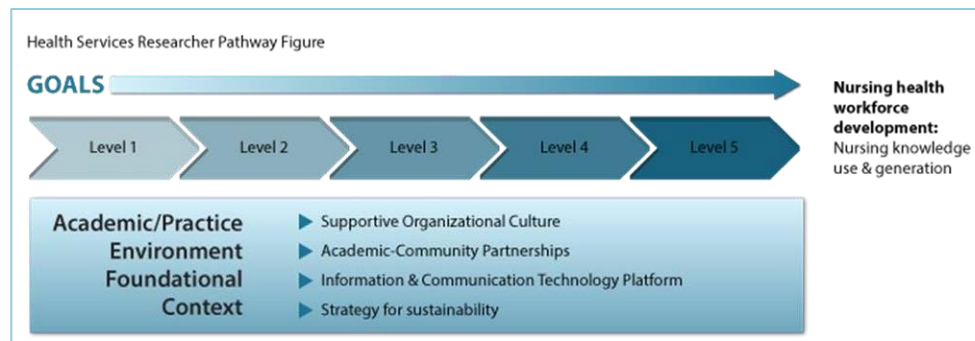 Health Services Researcher Pathway Figure
GOALS
Level 1
Level 2
Level 3
Level 4
Level 5
Nursing health
workforce
development:
Nursing knowledge
use & generation
Academic/Practice
Environment
Foundational
Context
Supportive Organizational Culture
Academic-Community Partnerships
Information & Communication Technology Platform
Strategy for sustainability